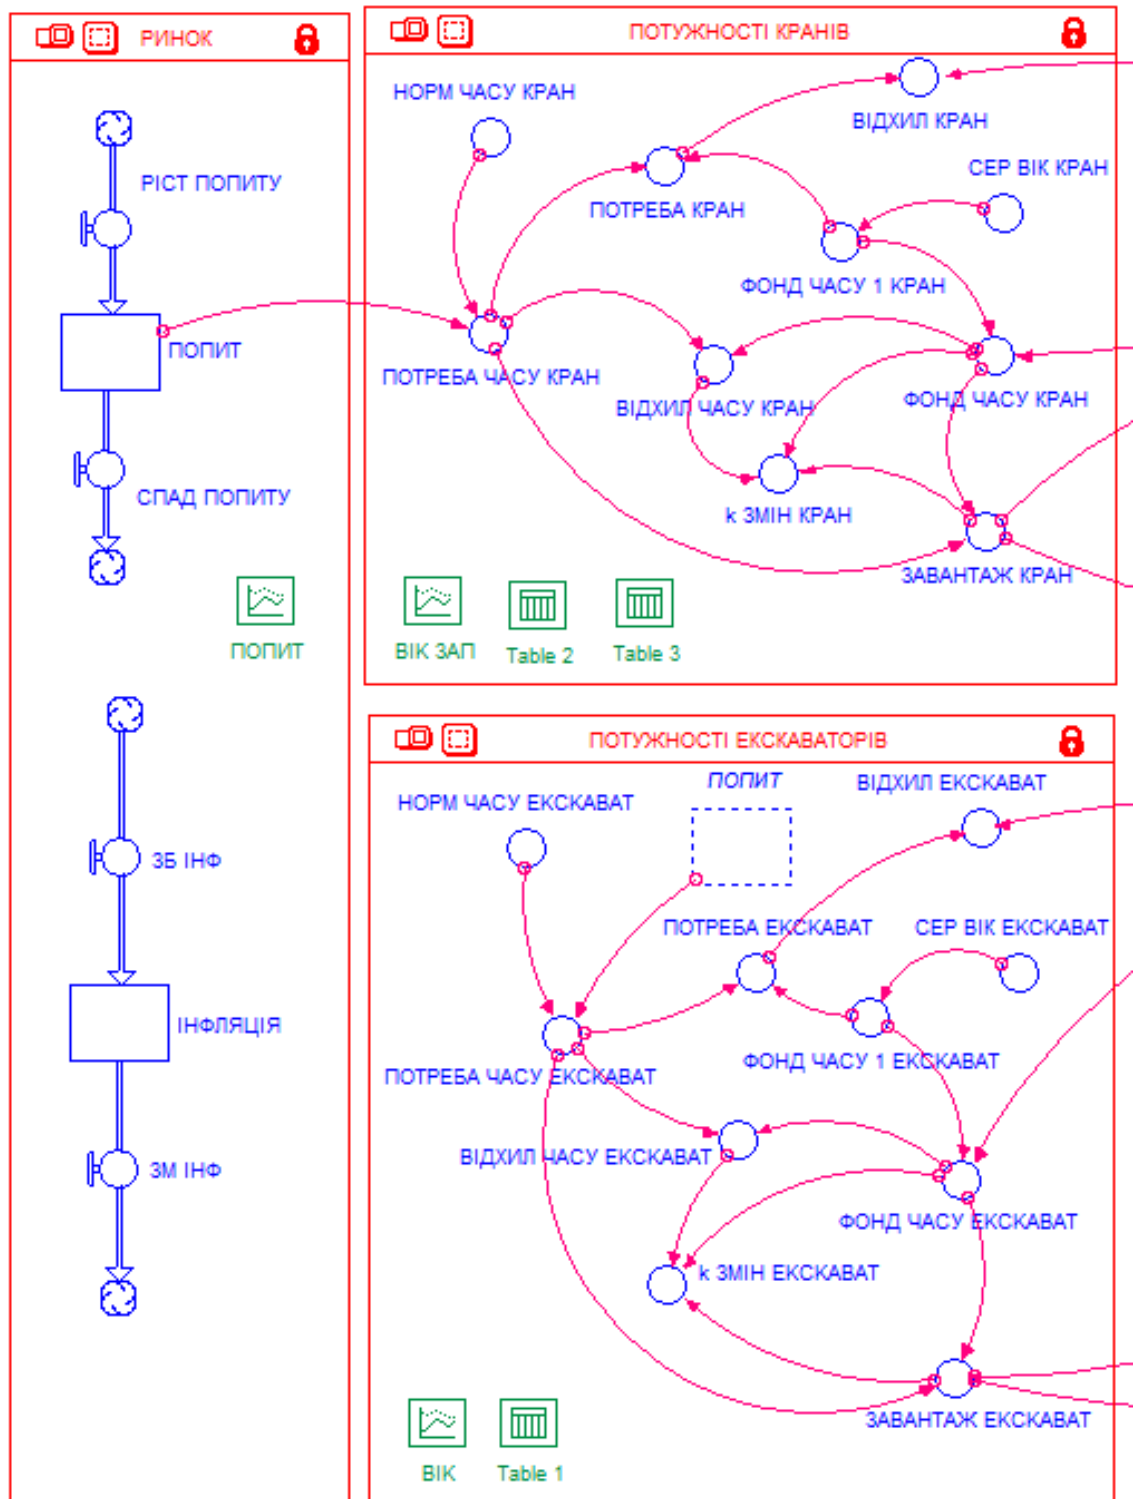 РИНОК
РІСТ ПОПИТУ
ПОПИТ
СПАД ПОПИТУ
ПОПИТ
ЗБ ІНФ
ІНФЛЯЦІЯ
ЗМ ІНФ
ПОТУЖНОСТІ КРАНІВ
НОРМ ЧАСУ КРАН
ВІДХИЛ КРАН
СЕР ВІК КРАН
ПОТРЕБА КРАН
ФОНД ЧАСУ 1 КРАН
ПОТРЕБА ЧАСУ КРАН
ВІДХИЛ ЧАСУ КРАН
ФОНД ЧАСУ КРАН
k ЗМІН КРАН
ЗАВАНТАЖ КРАН
ВІК ЗАП
Table 2
Table 3
ПОТУЖНОСТІ ЕКСКАВАТОРІВ
ПОПИТ
ВІДХИЛ ЕКСКАВАТ
НОРМ ЧАСУ ЕКСКАВАТ
ПОТРЕБА ЕКСКАВАТ
СЕР ВІК ЕКСКАВАТ
ФОНД ЧАСУ 1 ЕКСКАВАТ
ПОТРЕБА ЧАСУ ЕКСКАВАТ
ВІДХИЛ ЧАСУ ЕКСКАВАТ
ФОНД ЧАСУ ЕКСКАВАТ
k ЗМІН ЕКСКАВАТ
ЗАВАНТАЖ ЕКСКАВАТ
ВІК
Table 1